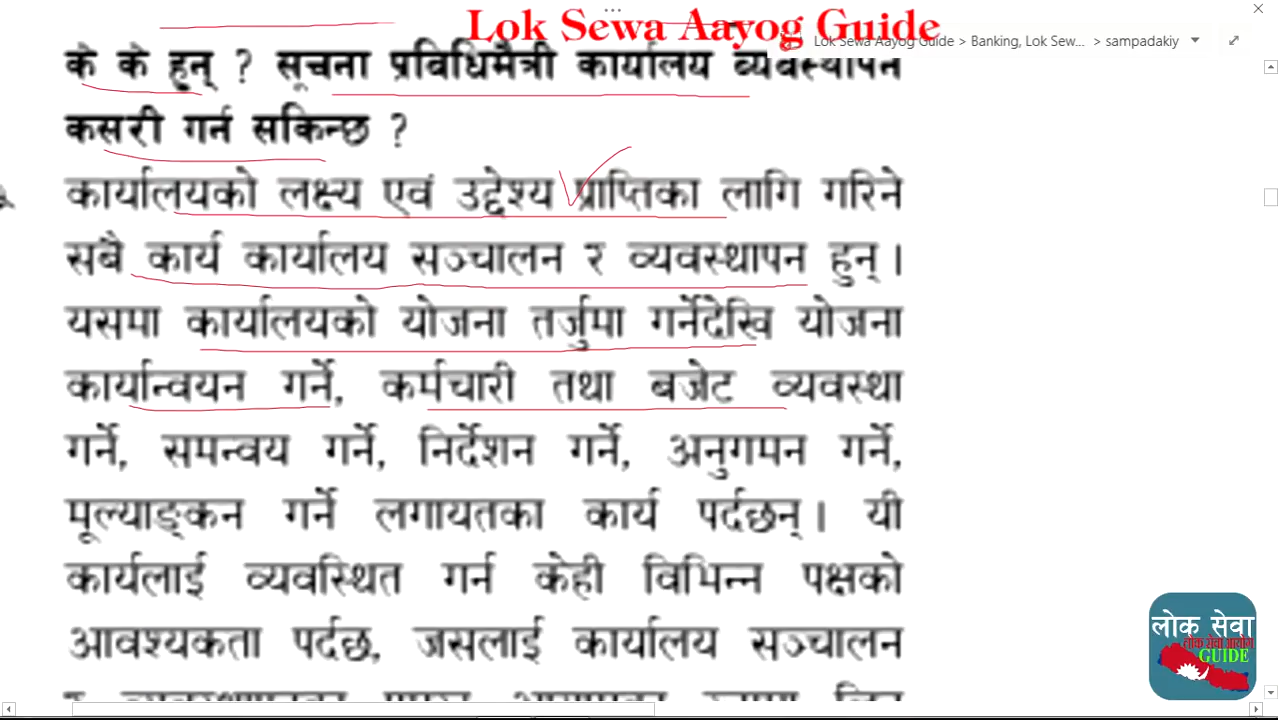 Lok Sewa Aayog Guide
Lok Sewa Aayog Guide > Banking, Lok Sew... > sampadakiy
के के हुन् ? सूचना प्रविधिमैत्री कार्यालय व्यवस्थापन
कसरी गर्न सकिन्छ ?
कार्यालयको लक्ष्य एवं उद्देश्य प्राप्तिका लागि गरिने
सबै कार्य कार्यालय सञ्चालन र व्यवस्थापन हुन् ।
यसमा कार्यालयको योजना तर्जुमा गर्नेदेखि योजना
कार्यान्वयन गर्ने, कर्मचारी तथा बजेट व्यवस्था
गर्ने, समन्वय गर्ने, निर्देशन गर्ने, अनुगमन गर्ने,
मूल्याङ्कन गर्ने लगायतका कार्य पर्दछन् । यी
कार्यलाई व्यवस्थित गर्न केही विभिन्न पक्षको
आवश्यकता पर्दछ, जसलाई कार्यालय सञ्चालन
लोक सेवा
लोक सेवा आयोग
GUIDE